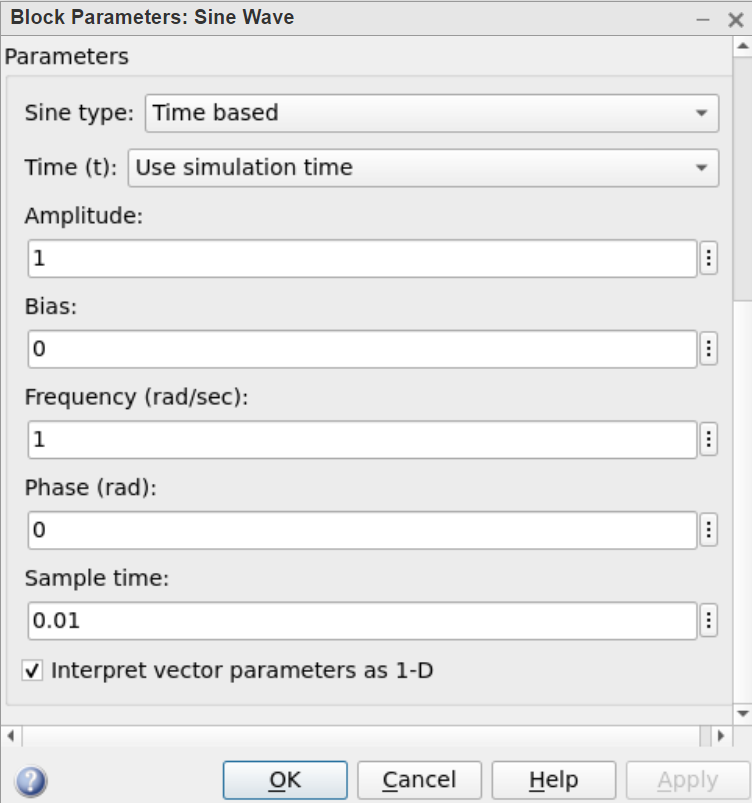 Block Parameters: Sine Wave
Parameters
Sine type: Time based
Time (t): Use simulation time
Amplitude:
1
Bias:
0
Frequency (rad/sec):
1
Phase (rad):
0
Sample time:
0.01
Interpret vector parameters as 1-D
? OK Cancel Help Apply